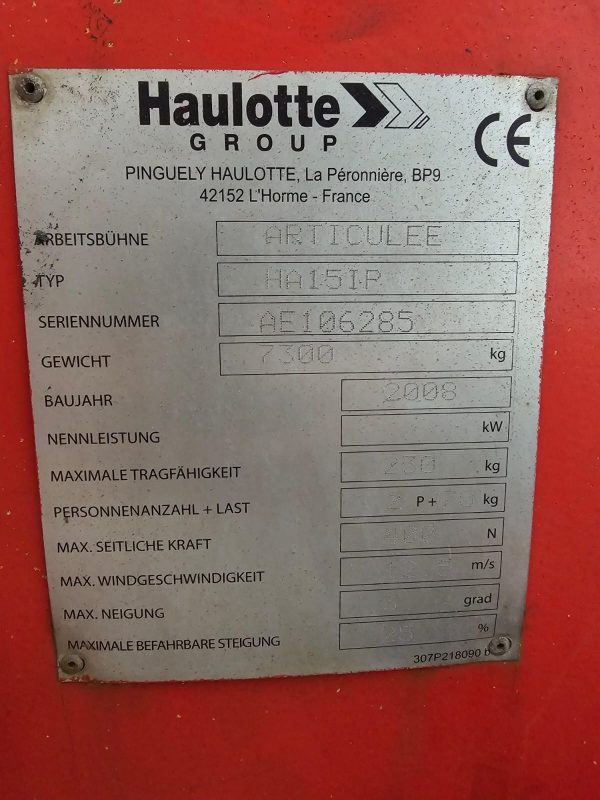 Haulotte
GROUP
CE
PINGUELY HAULOTTE, La Péronnière, BP9
42152 L'Horme - France
ARBEITSBÜHNE ARTICULEE
TYP HA15IP
SERIENNUMMER AE106285
GEWICHT 7300 kg
BAUJAHR 2008
NENNLEISTUNG kW
MAXIMALE TRAGFÄHIGKEIT 230 kg
PERSONNENANZAHL + LAST P + kg
MAX. SEITLICHE KRAFT 400 N
MAX. WINDGESCHWINDIGKEIT m/s
MAX. NEIGUNG grad
MAXIMALE BEFAHRBARE STEIGUNG %
307P218090 b